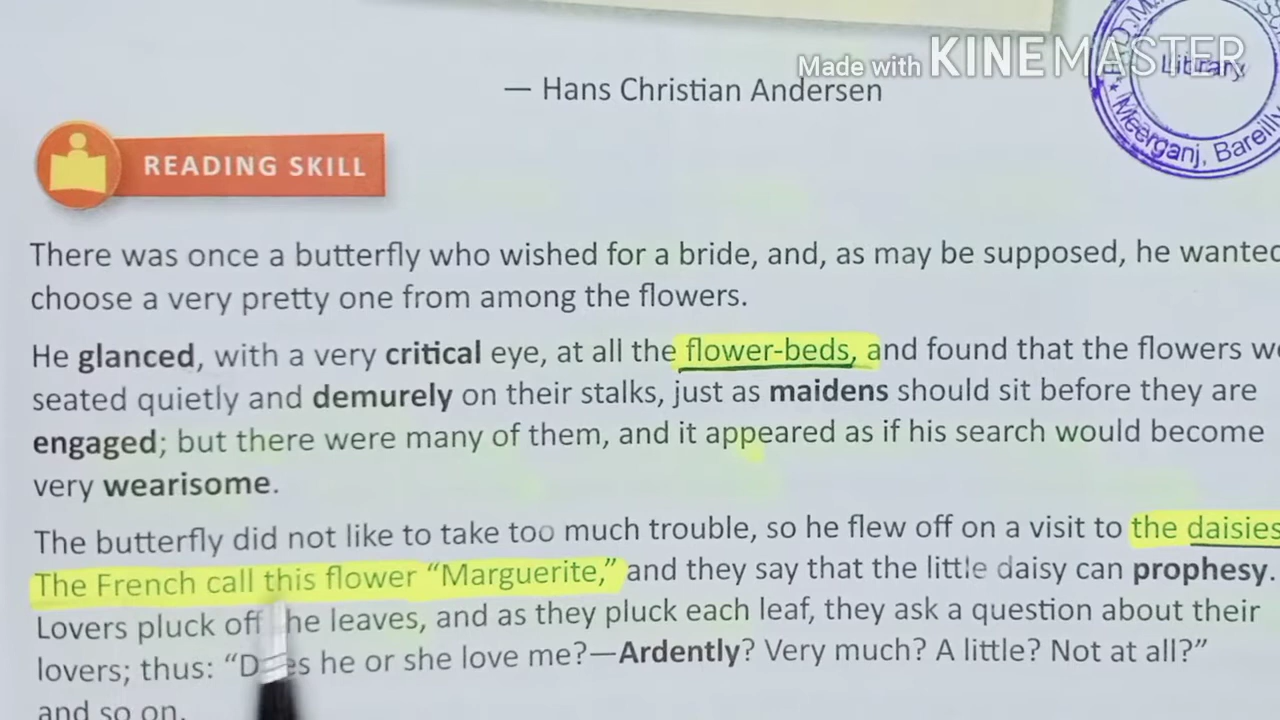 Made with KINEMASTER
Library
Meerganj, Bareilly
— Hans Christian Andersen
READING SKILL
There was once a butterfly who wished for a bride, and, as may be supposed, he wanted
choose a very pretty one from among the flowers.
He glanced, with a very critical eye, at all the flower-beds, and found that the flowers
seated quietly and demurely on their stalks, just as maidens should sit before they are
engaged; but there were many of them, and it appeared as if his search would become
very wearisome.
The butterfly did not like to take too much trouble, so he flew off on a visit to the daisies
The French call this flower “Marguerite,” and they say that the little daisy can prophesy.
Lovers pluck off the leaves, and as they pluck each leaf, they ask a question about their
lovers; thus: “Does he or she love me?—Ardently? Very much? A little? Not at all?”
and so on.